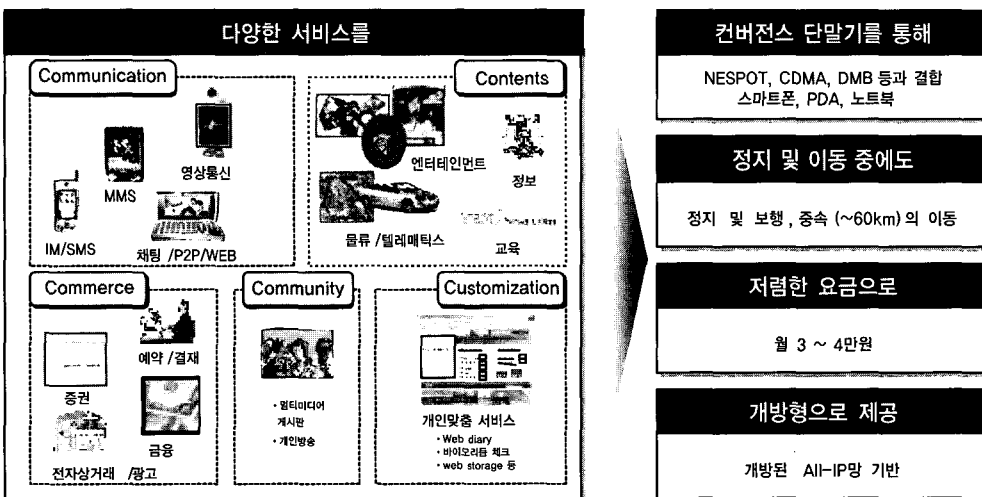 다양한 서비스를
Communication
MMS
영상통신
IM/SMS
채팅 /P2P/WEB
Contents
엔터테인먼트
정보
물류 /텔레매틱스
교육
Commerce
예약 /결재
증권
금융
전자상거래 /광고
Community
• 멀티미디어
게시판
• 개인방송
Customization
개인맞춤 서비스
• Web diary
• 바이오리듬 체크
• web storage 등
컨버전스 단말기를 통해
NESPOT, CDMA, DMB 등과 결합
스마트폰, PDA, 노트북
정지 및 이동 중에도
정지 및 보행 , 중속 (~60km) 의 이동
저렴한 요금으로
월 3 ~ 4만원
개방형으로 제공
개방된 All-IP망 기반